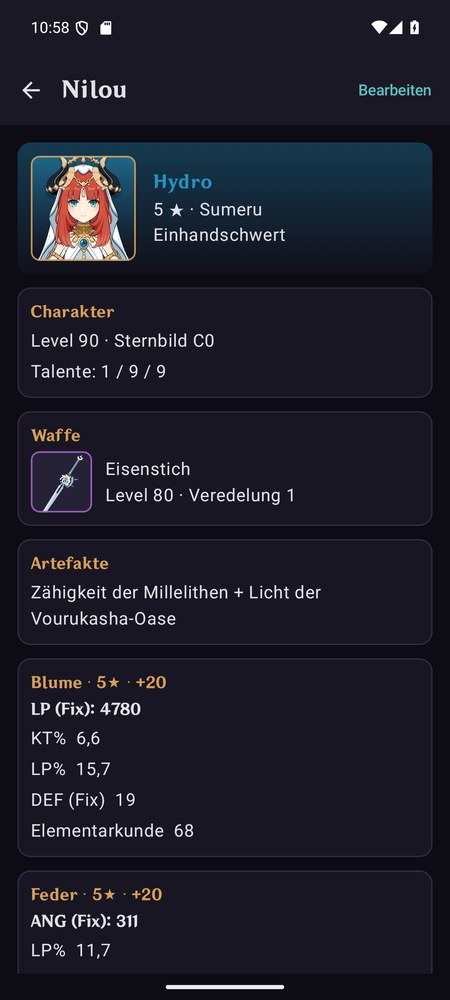 10:58
Nilou
Bearbeiten
Hydro
5 ★ · Sumeru
Einhandschwert
Charakter
Level 90 · Sternbild C0
Talente: 1 / 9 / 9
Waffe
Eisenstich
Level 80 · Veredelung 1
Artefakte
Zähigkeit der Millelithen + Licht der
Vourukasha-Oase
Blume · 5★ · +20
LP (Fix): 4780
KT% 6,6
LP% 15,7
DEF (Fix) 19
Elementarkunde 68
Feder · 5★ · +20
ANG (Fix): 311
LP% 11,7